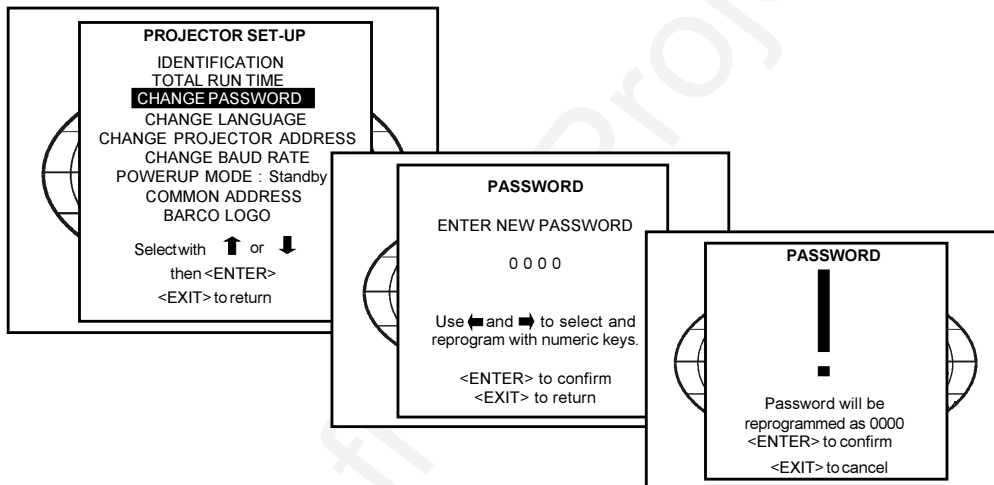 PROJECTOR SET-UP
IDENTIFICATION
TOTAL RUN TIME
CHANGE PASSWORD
CHANGE LANGUAGE
CHANGE PROJECTOR ADDRESS
CHANGE BAUD RATE
POWERUP MODE : Standby
COMMON ADDRESS
BARCO LOGO
Select with ⬆ or ⬇
then <ENTER>
<EXIT> to return
PASSWORD
ENTER NEW PASSWORD
0 0 0 0
Use ⬅ and ➡ to select and
reprogram with numeric keys.
<ENTER> to confirm
<EXIT> to return
PASSWORD
!
Password will be
reprogrammed as 0000
<ENTER> to confirm
<EXIT> to cancel